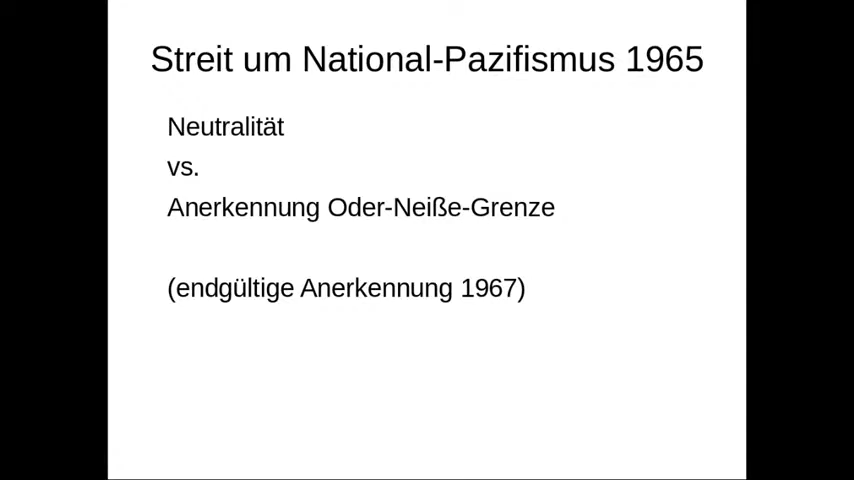 Streit um National-Pazifismus 1965
Neutralität
vs.
Anerkennung Oder-Neiße-Grenze
(endgültige Anerkennung 1967)